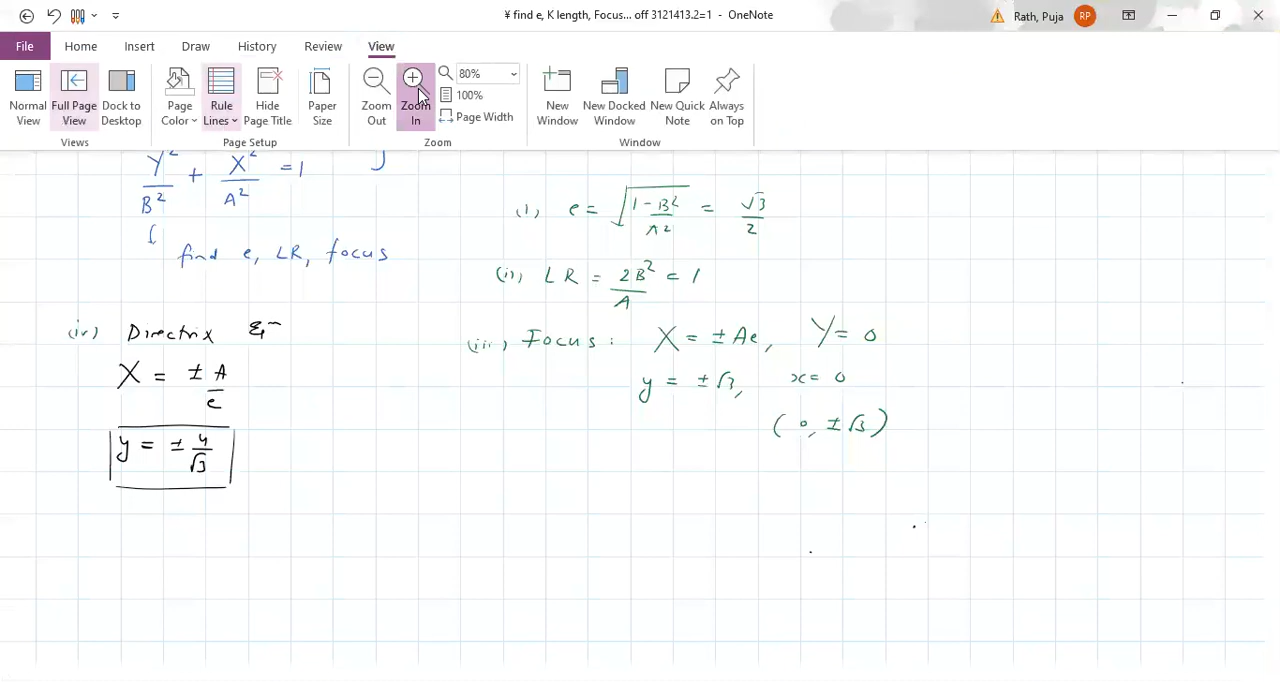 ¥ find e, K length, Focus... off 3121413.2=1 - OneNote
Rath, Puja RP
File Home Insert Draw History Review View
Normal View Full Page View Dock to Desktop
Page Color Rule Lines Hide Page Title Paper Size
Zoom Out Zoom In 80% 100% Page Width
New Window New Docked Window New Quick Note Always on Top
Views Page Setup Zoom Window
Y²/B² + X²/A² = 1
find e, LR, focus
(i) e = √(1 - B²/A²) = √3/2
(ii) LR = 2B²/A = 1
(iii) Focus: X = ± Ae, Y = 0
y = ± √3, x = 0
(0, ± √3)
(iv) Directrix Eqn
X = ± A/e
y = ± 4/√3